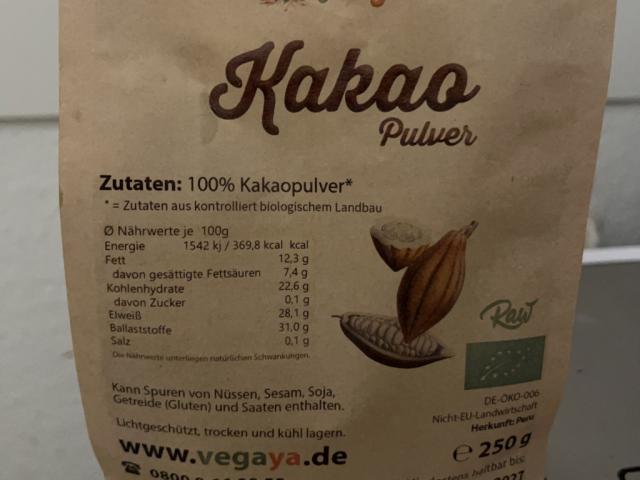 Kakao
Pulver
Zutaten: 100% Kakaopulver*
* = Zutaten aus kontrolliert biologischem Landbau
Ø Nährwerte je 100g
Energie 1542 kj / 369,8 kcal kcal
Fett 12,3 g
davon gesättigte Fettsäuren 7,4 g
Kohlenhydrate 22,6 g
davon Zucker 0,1 g
Eiweiß 28,1 g
Ballaststoffe 31,0 g
Salz 0,1 g
Die Nährwerte unterliegen natürlichen Schwankungen.
Raw
Kann Spuren von Nüssen, Sesam, Soja,
Getreide (Gluten) und Saaten enthalten.
DE-ÖKO-006
Nicht-EU-Landwirtschaft
Herkunft: Peru
Lichtgeschützt, trocken und kühl lagern.
www.vegaya.de
e 250 g
haltbar bis: